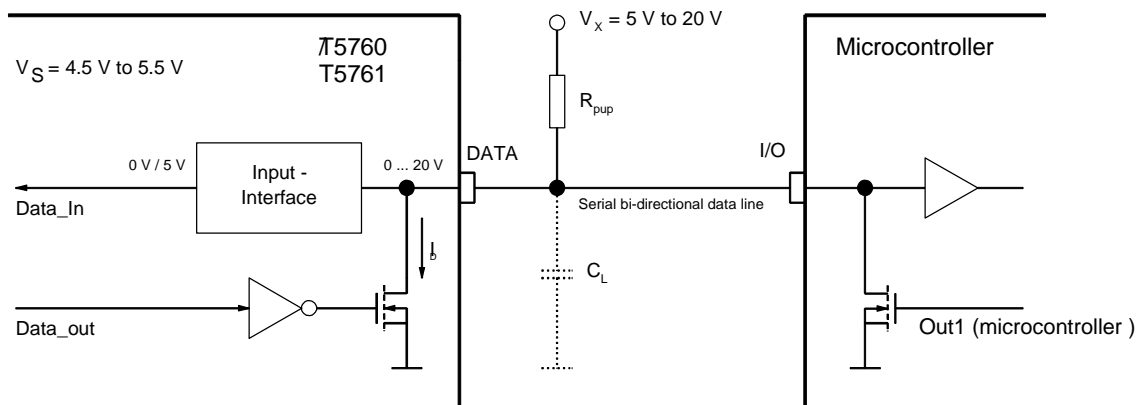 V_X = 5 V to 20 V
/T5760
T5761
Microcontroller
V_S = 4.5 V to 5.5 V
R_pup
DATA
I/O
0 V / 5 V
0 ... 20 V
Input -
Interface
Data_In
Serial bi-directional data line
I_D
C_L
Data_out
Out1 (microcontroller )